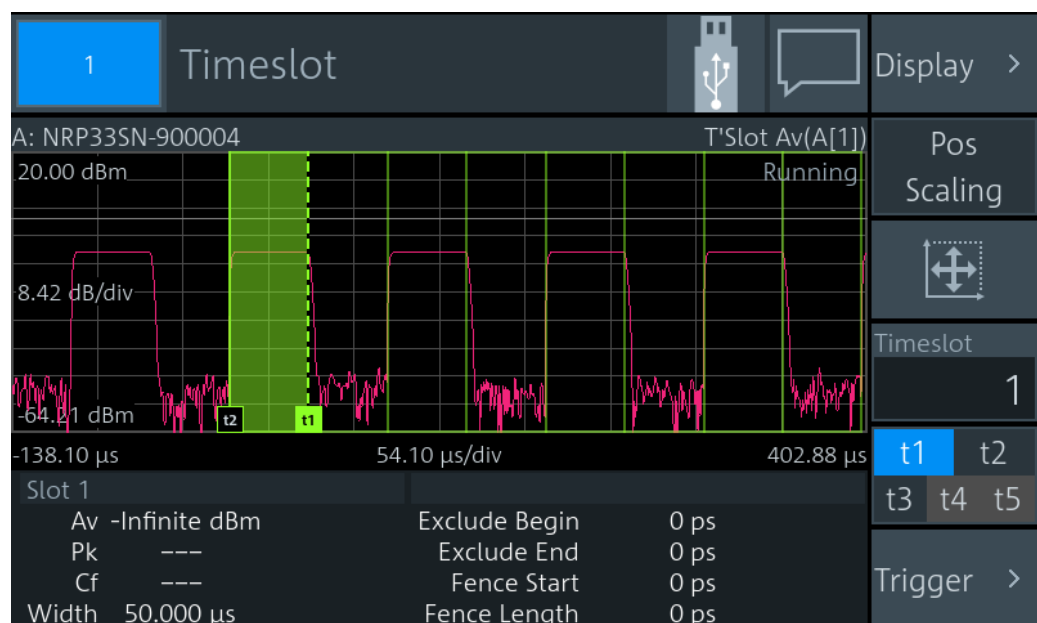 1
Timeslot
Display >
A: NRP33SN-900004
T'Slot Av(A[1])
Pos
Scaling
20.00 dBm
Running
8.42 dB/div
-64.21 dBm
t2
t1
-138.10 µs
54.10 µs/div
402.88 µs
Timeslot
1
t1 t2
t3 t4 t5
Slot 1
Av -Infinite dBm
Exclude Begin 0 ps
Pk ---
Exclude End 0 ps
Cf ---
Fence Start 0 ps
Width 50.000 µs
Fence Length 0 ps
Trigger >